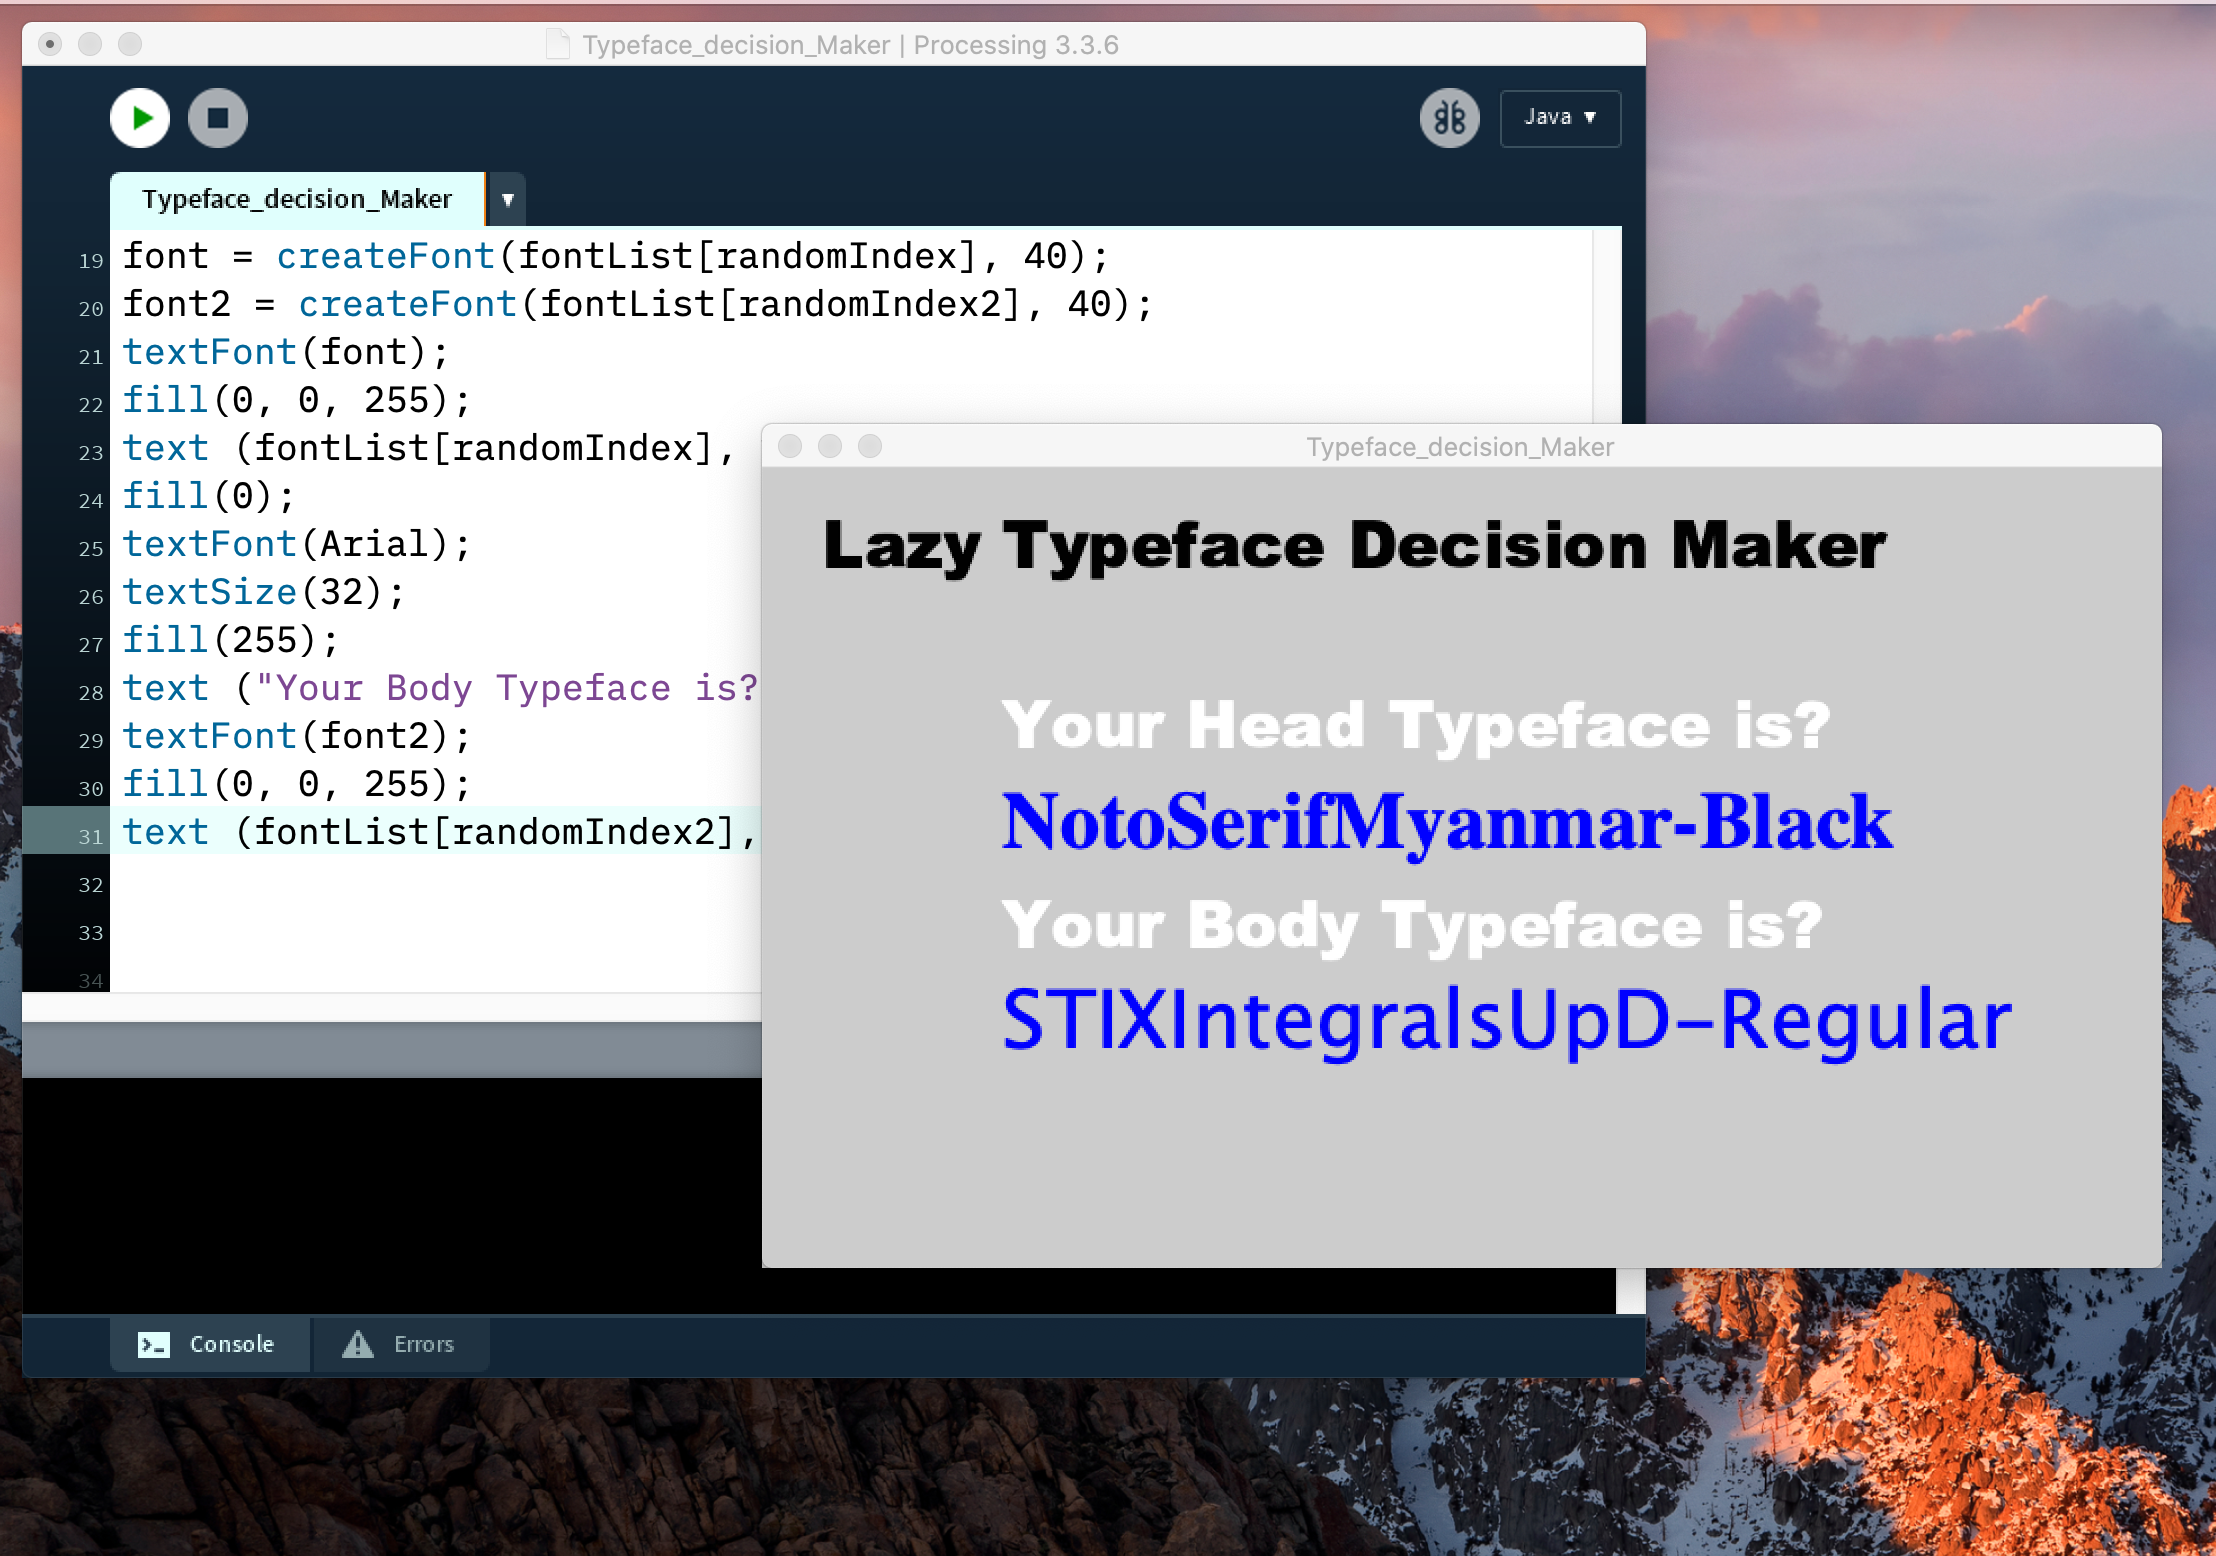 Typeface_decision_Maker | Processing 3.3.6
Java ▼
Typeface_decision_Maker ▼
19 font = createFont(fontList[randomIndex], 40);
20 font2 = createFont(fontList[randomIndex2], 40);
21 textFont(font);
22 fill(0, 0, 255);
23 text (fontList[randomIndex],
24 fill(0);
25 textFont(Arial);
26 textSize(32);
27 fill(255);
28 text ("Your Body Typeface is?
29 textFont(font2);
30 fill(0, 0, 255);
31 text (fontList[randomIndex2],
32
33
34
Typeface_decision_Maker
Lazy Typeface Decision Maker
Your Head Typeface is?
NotoSerifMyanmar-Black
Your Body Typeface is?
STIXIntegralsUpD-Regular
Console
Errors